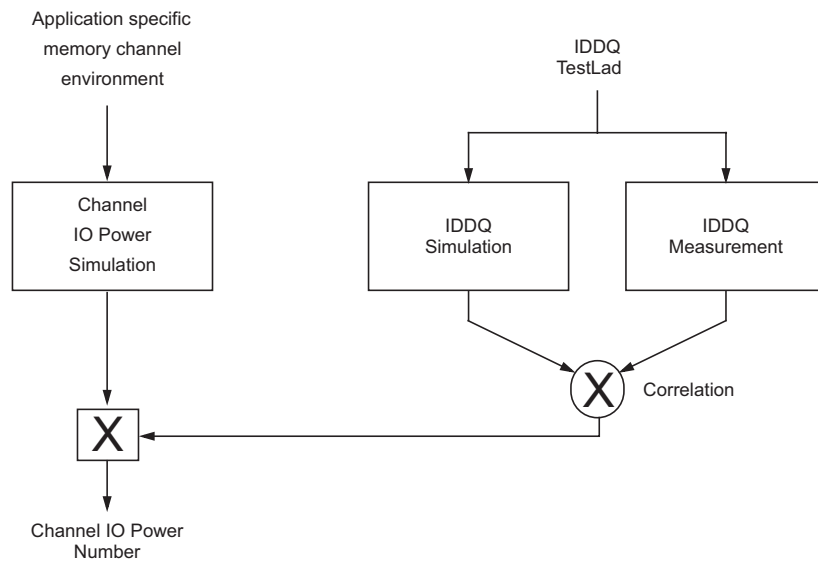 Application specific
memory channel
environment
IDDQ
TestLad
Channel
IO Power
Simulation
IDDQ
Simulation
IDDQ
Measurement
X
Correlation
X
Channel IO Power
Number